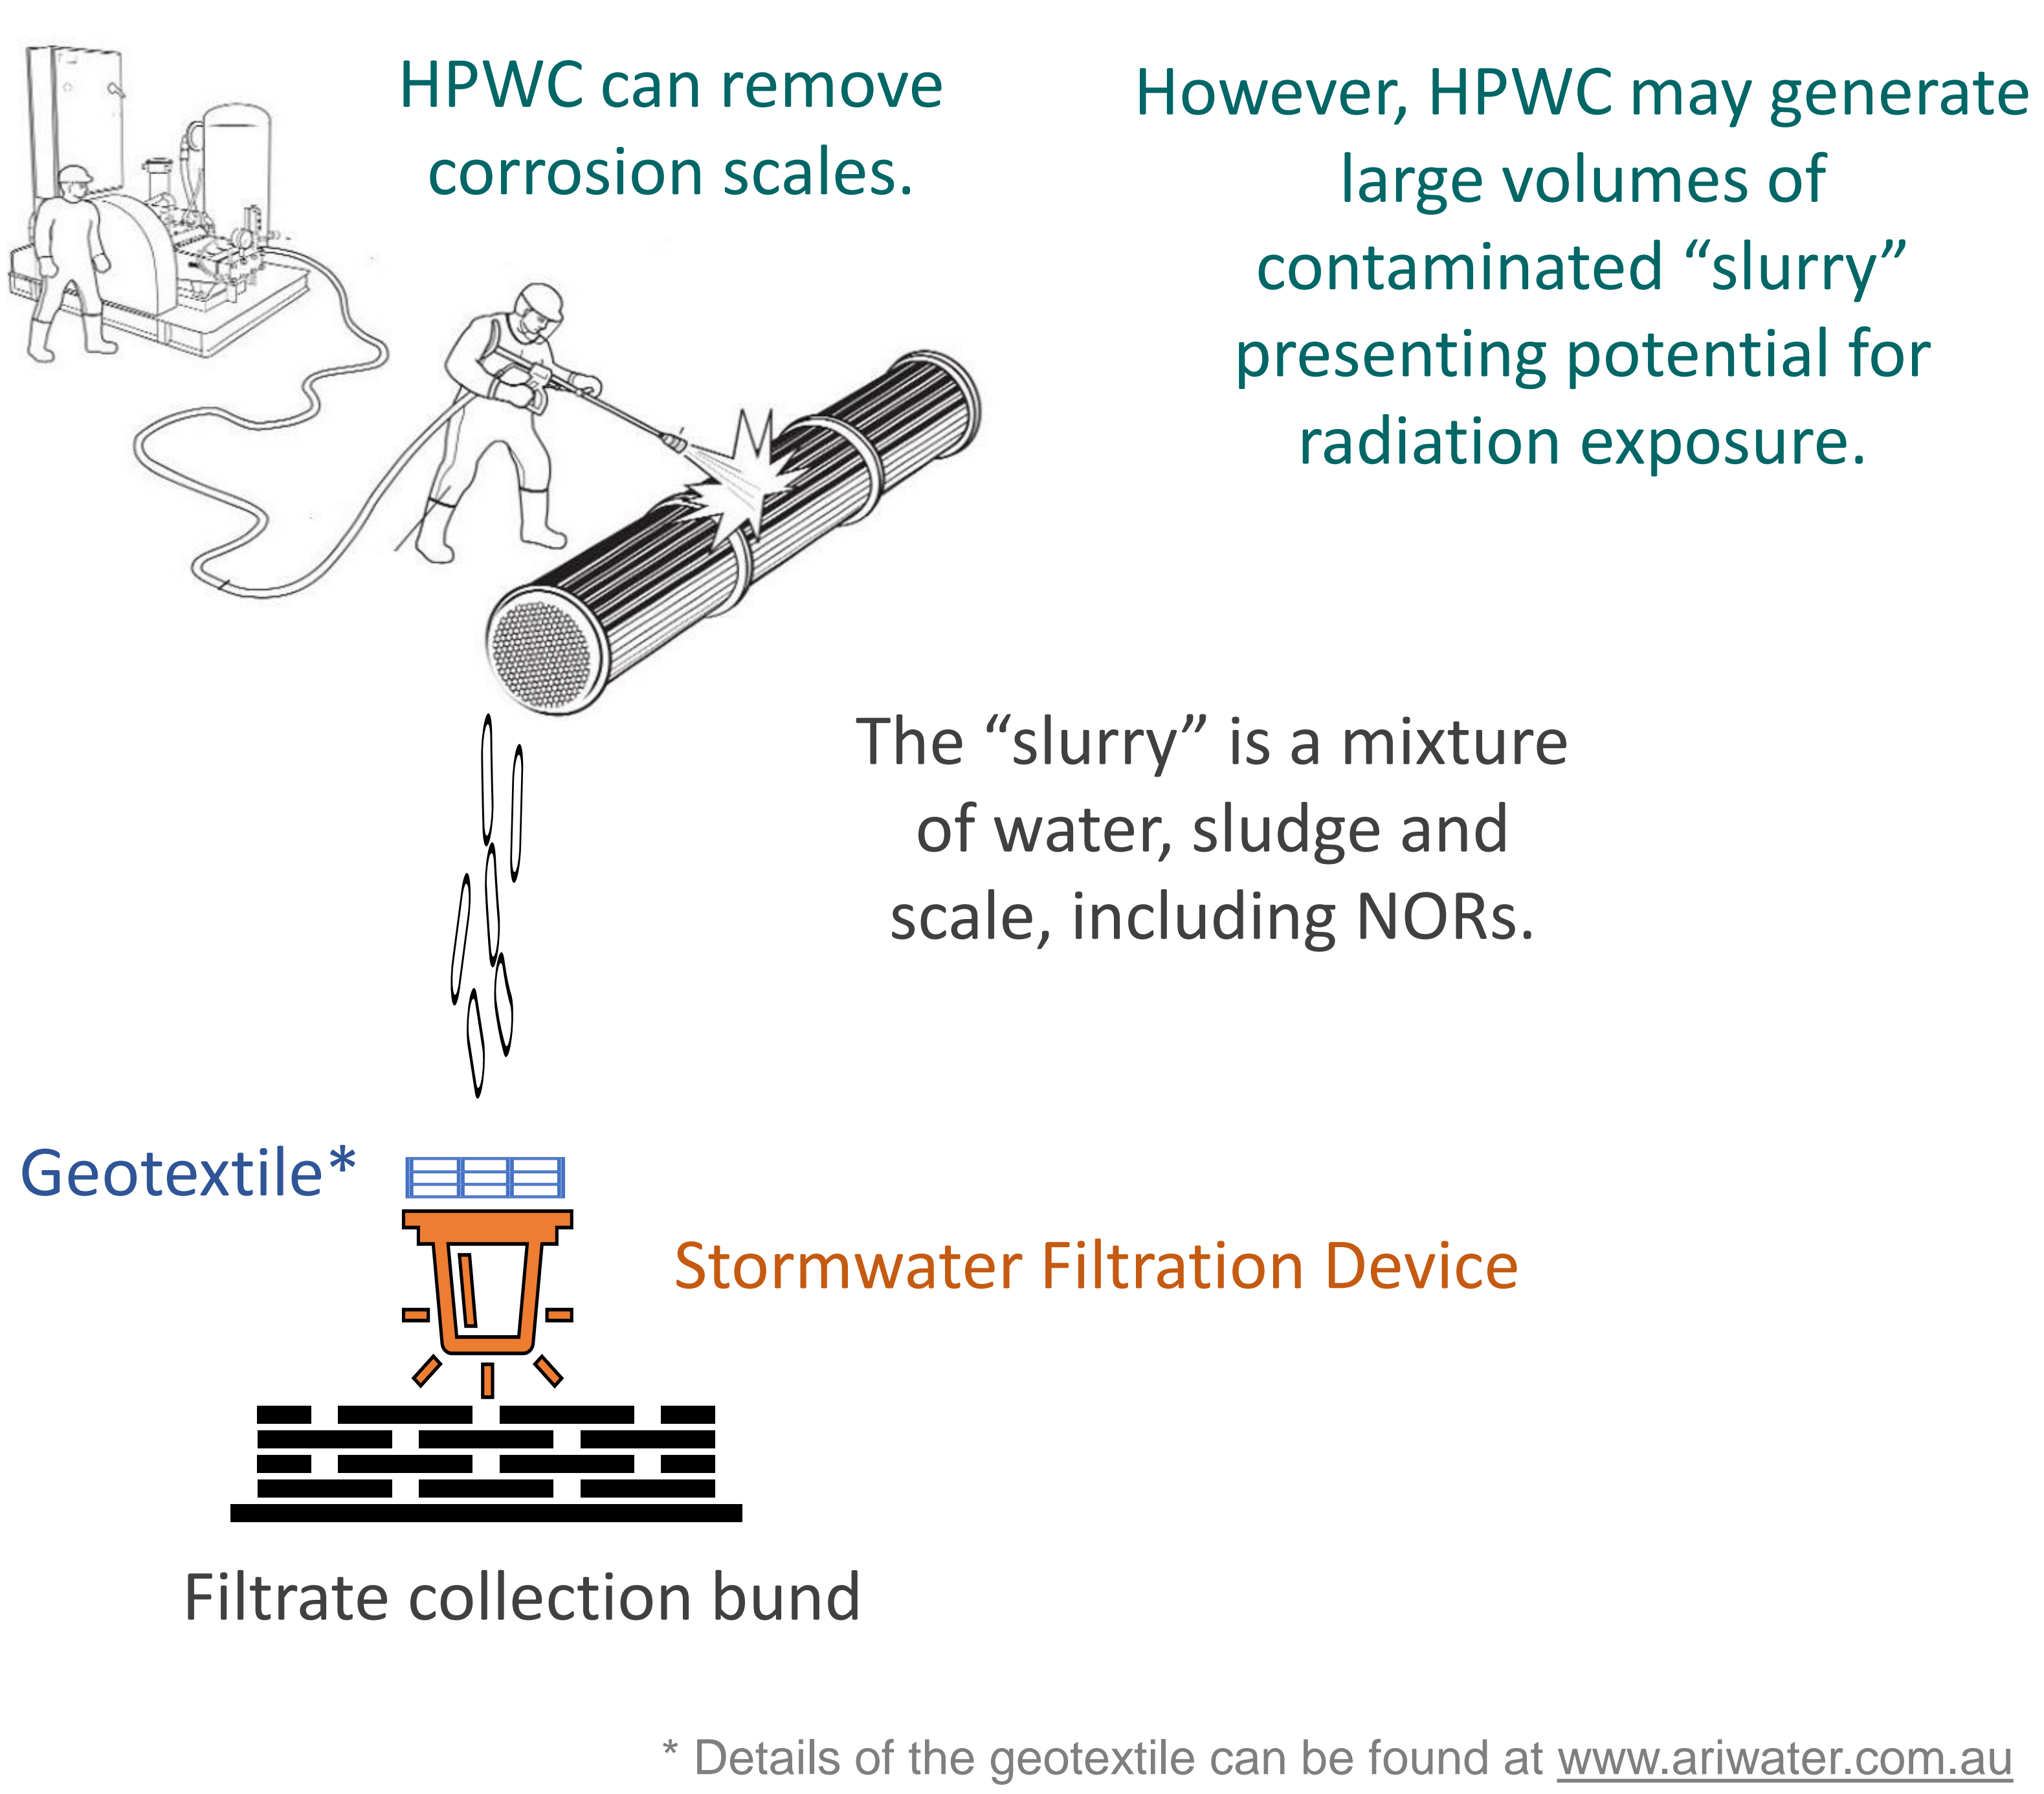 HPWC can remove
corrosion scales.
However, HPWC may generate
large volumes of
contaminated “slurry”
presenting potential for
radiation exposure.
The “slurry” is a mixture
of water, sludge and
scale, including NORs.
Geotextile*
Stormwater Filtration Device
Filtrate collection bund
* Details of the geotextile can be found at www.ariwater.com.au